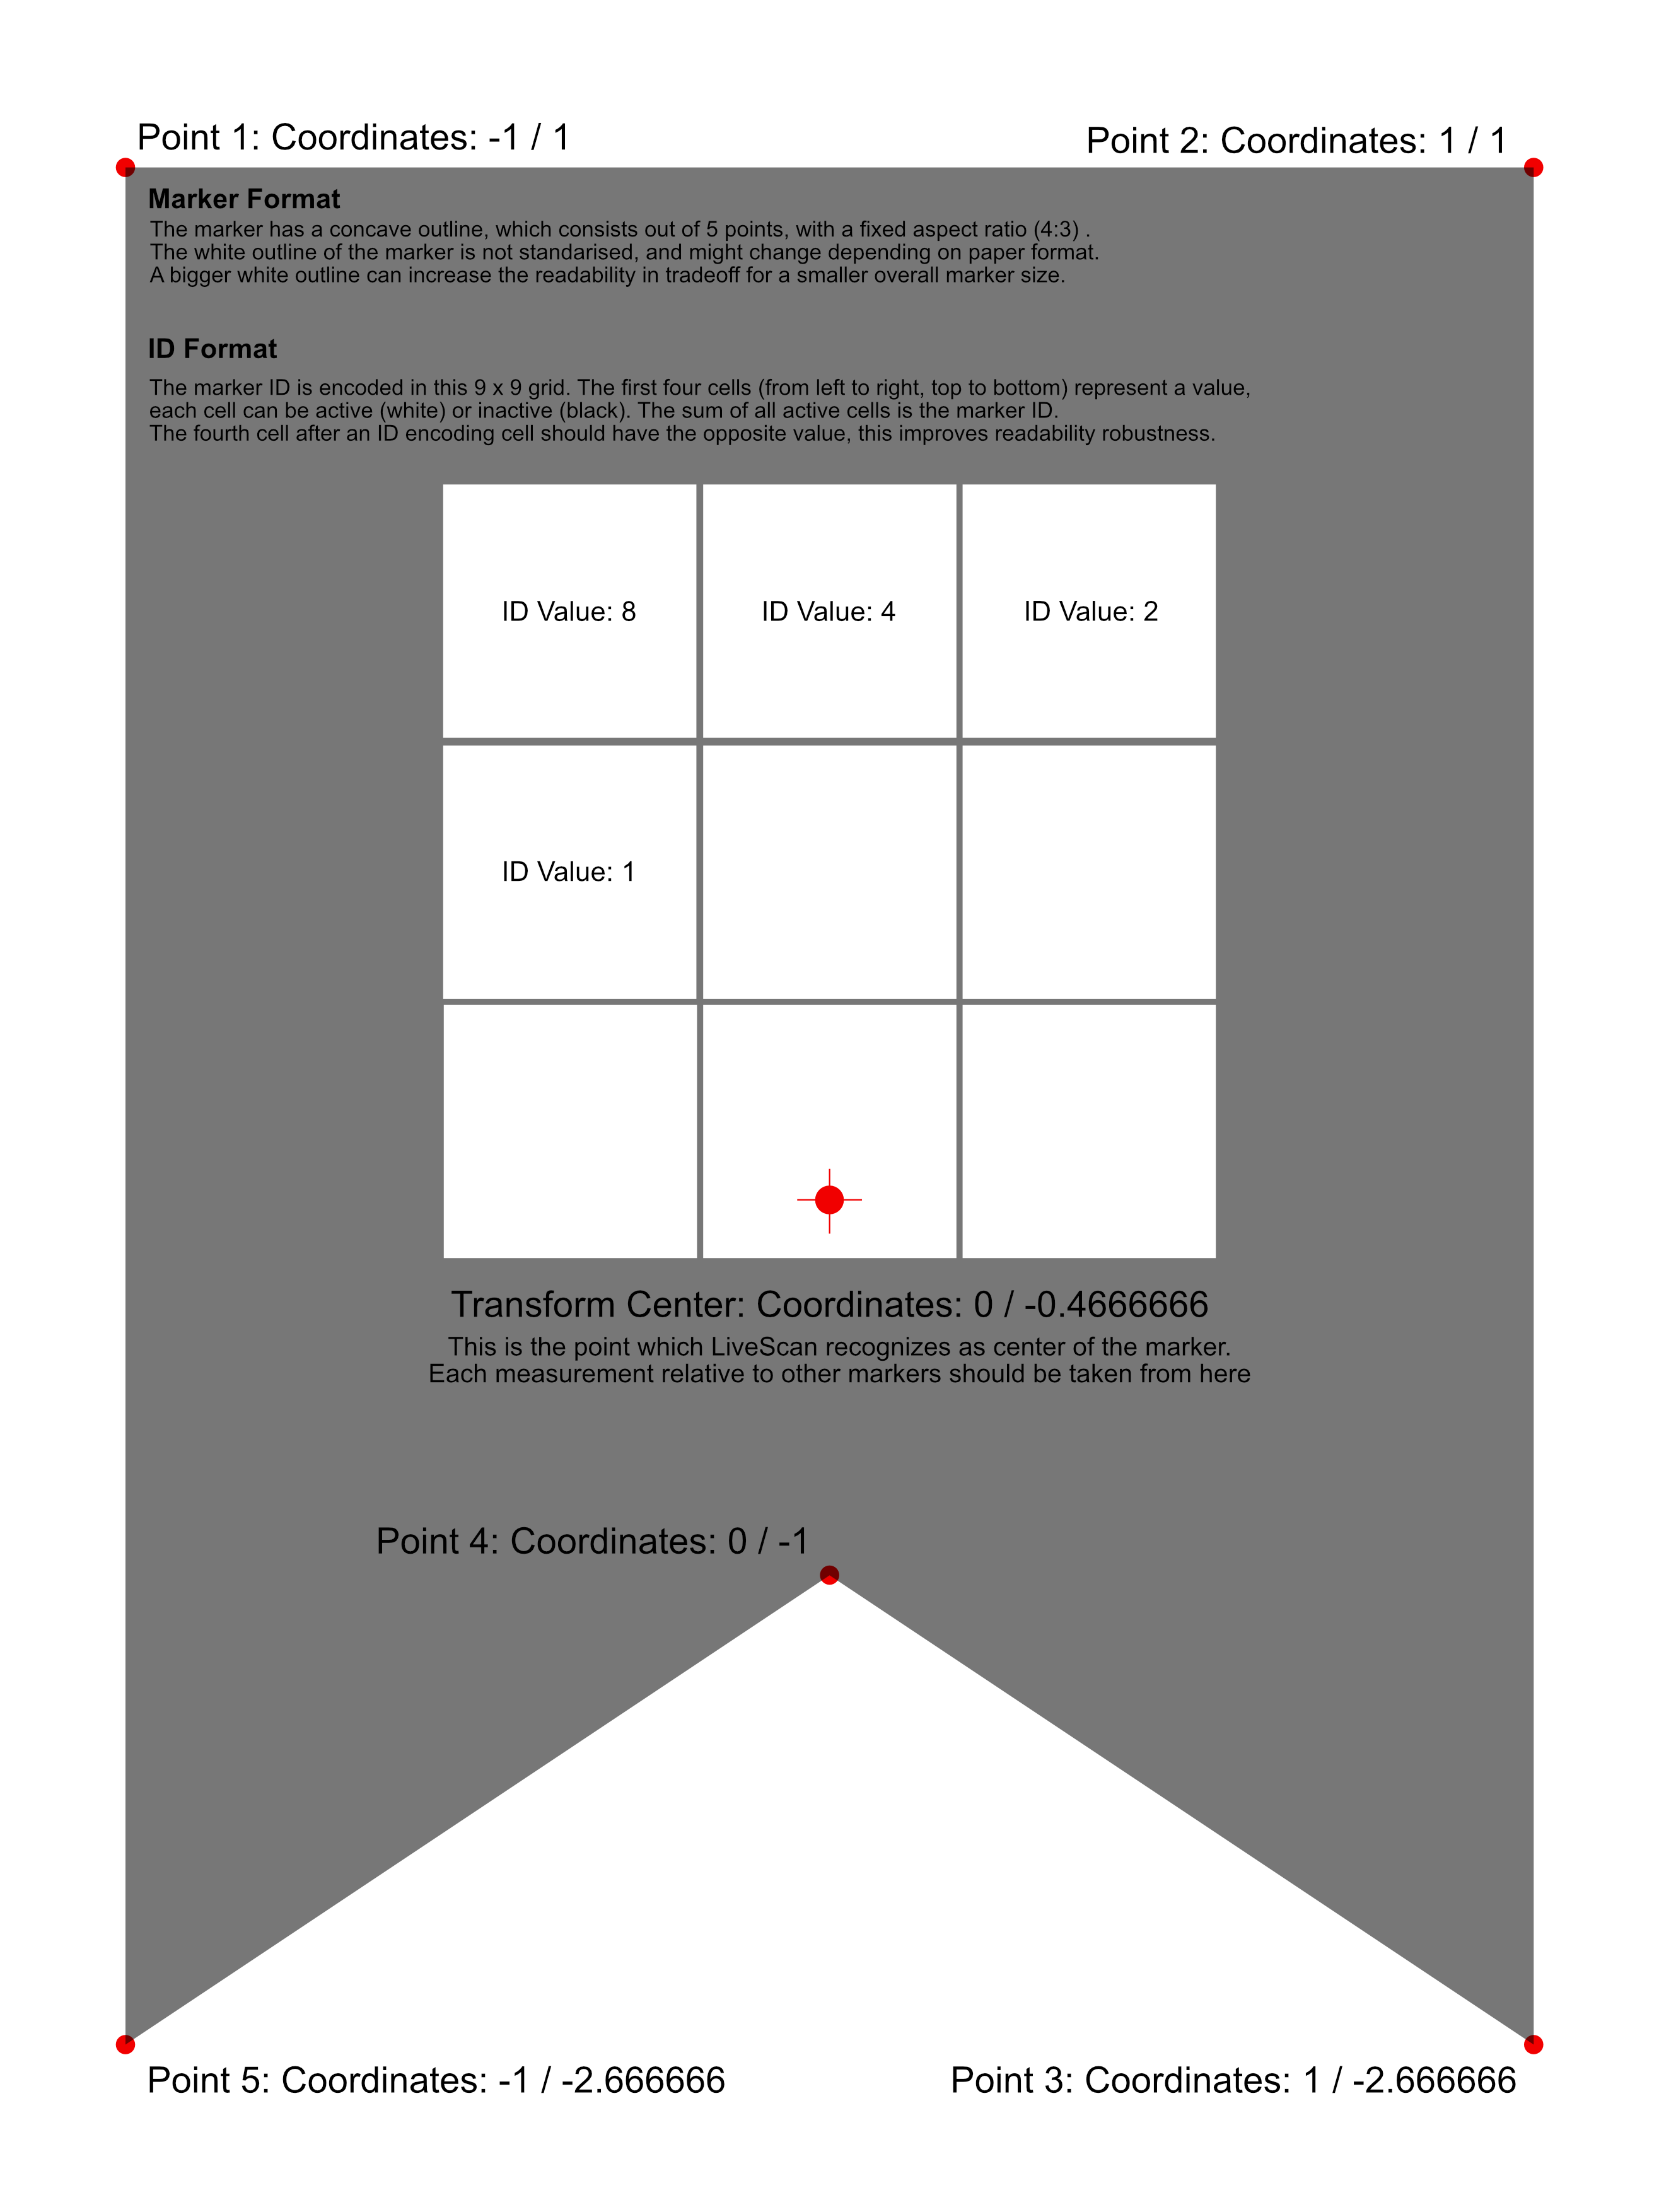 Point 1: Coordinates: -1 / 1
Point 2: Coordinates: 1 / 1
Marker Format
The marker has a concave outline, which consists out of 5 points, with a fixed aspect ratio (4:3) .
The white outline of the marker is not standarised, and might change depending on paper format.
A bigger white outline can increase the readability in tradeoff for a smaller overall marker size.
ID Format
The marker ID is encoded in this 9 x 9 grid. The first four cells (from left to right, top to bottom) represent a value,
each cell can be active (white) or inactive (black). The sum of all active cells is the marker ID.
The fourth cell after an ID encoding cell should have the opposite value, this improves readability robustness.
ID Value: 8
ID Value: 4
ID Value: 2
ID Value: 1
Transform Center: Coordinates: 0 / -0.4666666
This is the point which LiveScan recognizes as center of the marker.
Each measurement relative to other markers should be taken from here
Point 4: Coordinates: 0 / -1
Point 5: Coordinates: -1 / -2.666666
Point 3: Coordinates: 1 / -2.666666